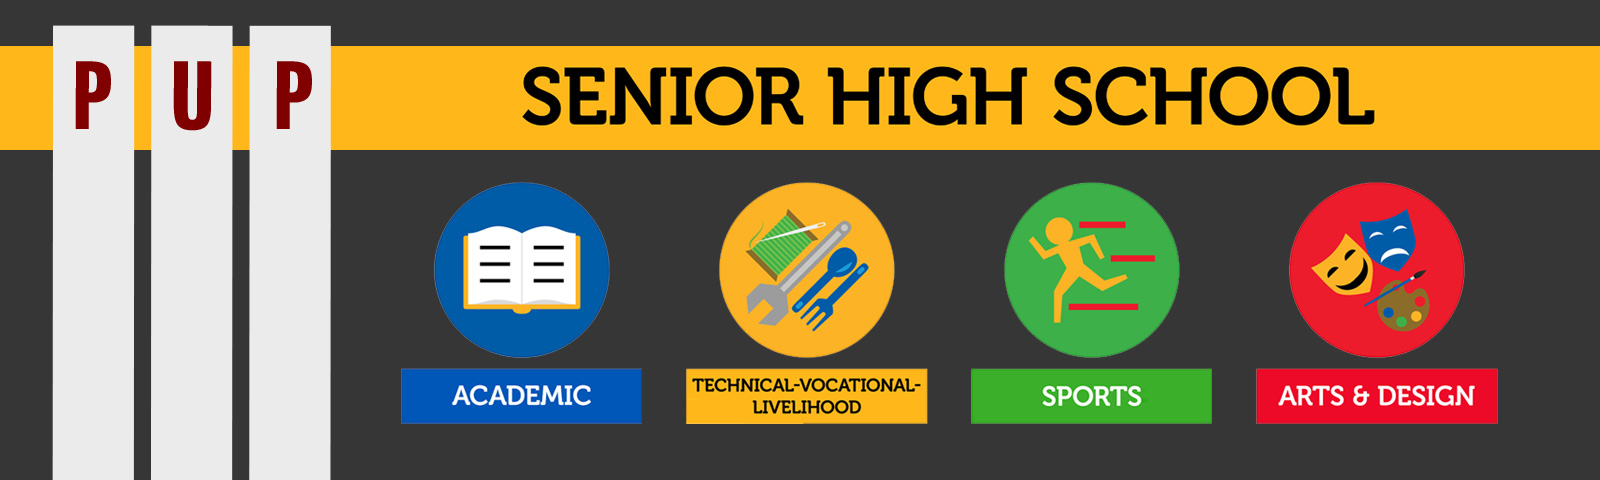 P U P
SENIOR HIGH SCHOOL
ACADEMIC
TECHNICAL-VOCATIONAL-
LIVELIHOOD
SPORTS
ARTS & DESIGN